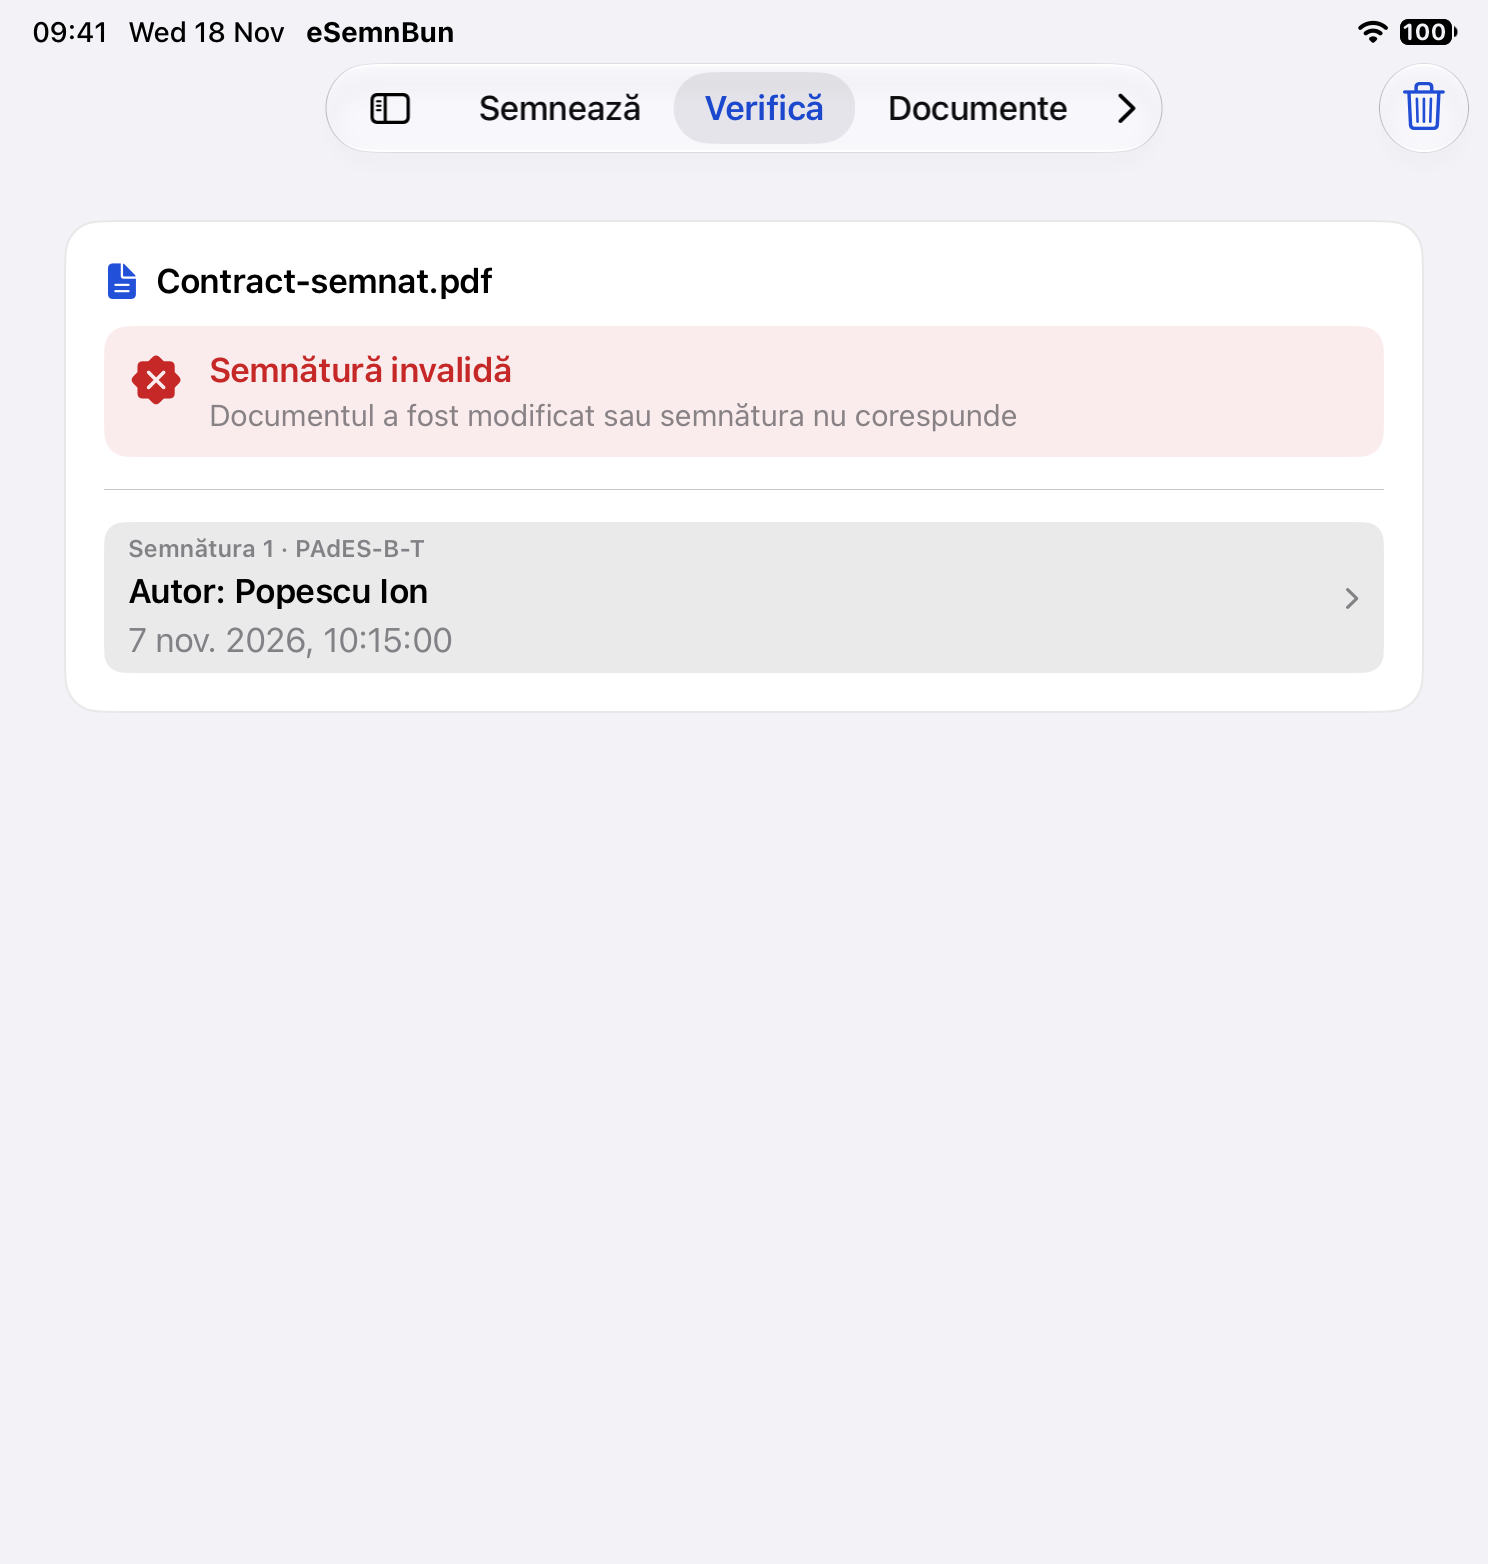 09:41 Wed 18 Nov eSemnBun 100
Semnează Verifică Documente
Contract-semnat.pdf
Semnătură invalidă
Documentul a fost modificat sau semnătura nu corespunde
Semnătura 1 · PAdES-B-T
Autor: Popescu Ion
7 nov. 2026, 10:15:00